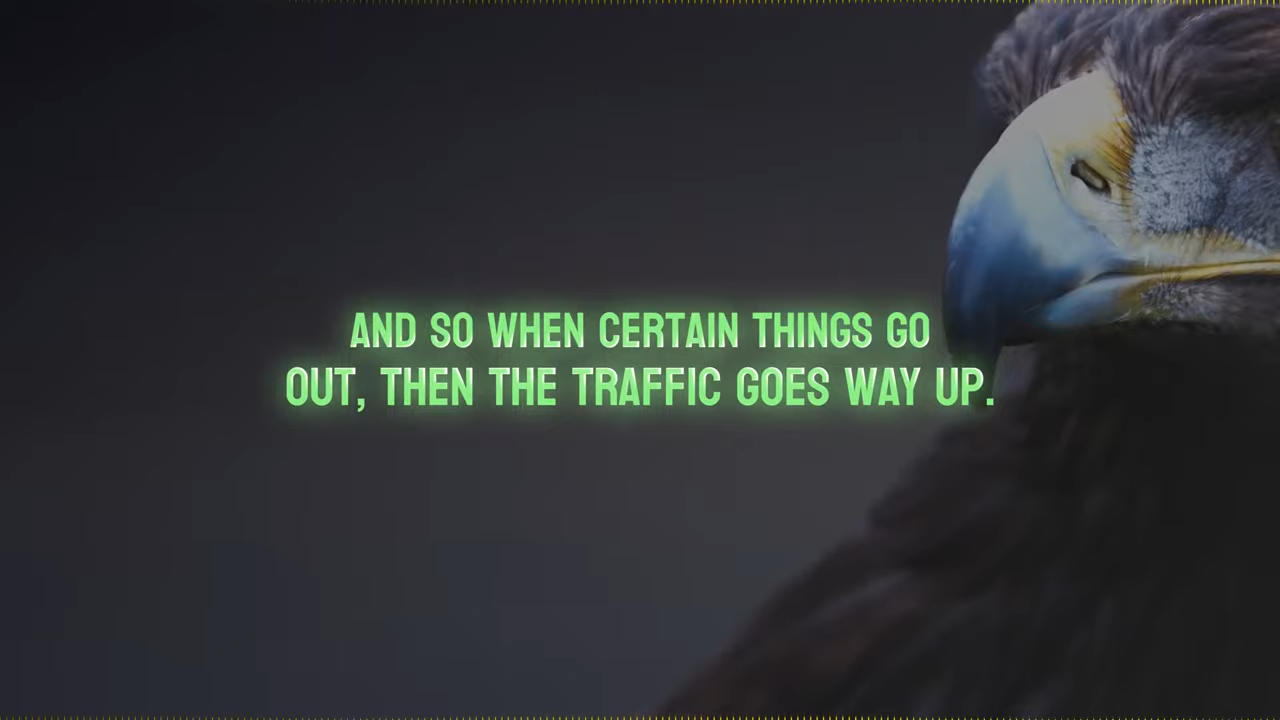 AND SO WHEN CERTAIN THINGS GO
OUT, THEN THE TRAFFIC GOES WAY UP.